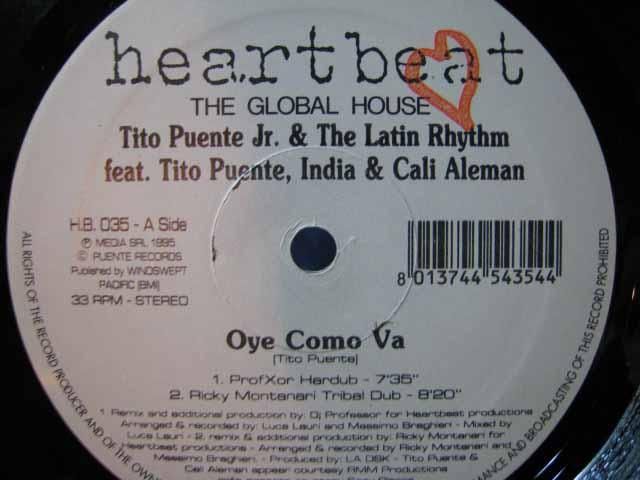 heartbeat
THE GLOBAL HOUSE
Tito Puente Jr. & The Latin Rhythm
feat. Tito Puente, India & Cali Aleman
H.B. 035 - A Side
Ⓟ MEDIA SRL 1995
© PUENTE RECORDS
Published by WINDSWEPT
PACIFIC (BMI)
33 RPM - STEREO
8 013744 543544
Oye Como Va
(Tito Puente)
1. ProfXor Hardub - 7'35"
2. Ricky Montanari Tribal Dub - 8'20"
1. Remix and additional production by: Dj Professor for Heartbeat productions
Arranged & recorded by: Luca Lauri and Massimo Braghieri - Mixed by
Luca Lauri - 2. remix & additional production by: Ricky Montanari for
Heartbeat productions - Arranged & recorded by: Ricky Montanari and
Massimo Braghieri - Produced by: LA DSK - Tito Puente &
Cali Aleman appear courtesy RMM Productions
ALL RIGHTS OF THE RECORD PRODUCER AND OF THE OWNE
MANCE AND BROADCASTING OF THIS RECORD PROHIBITED